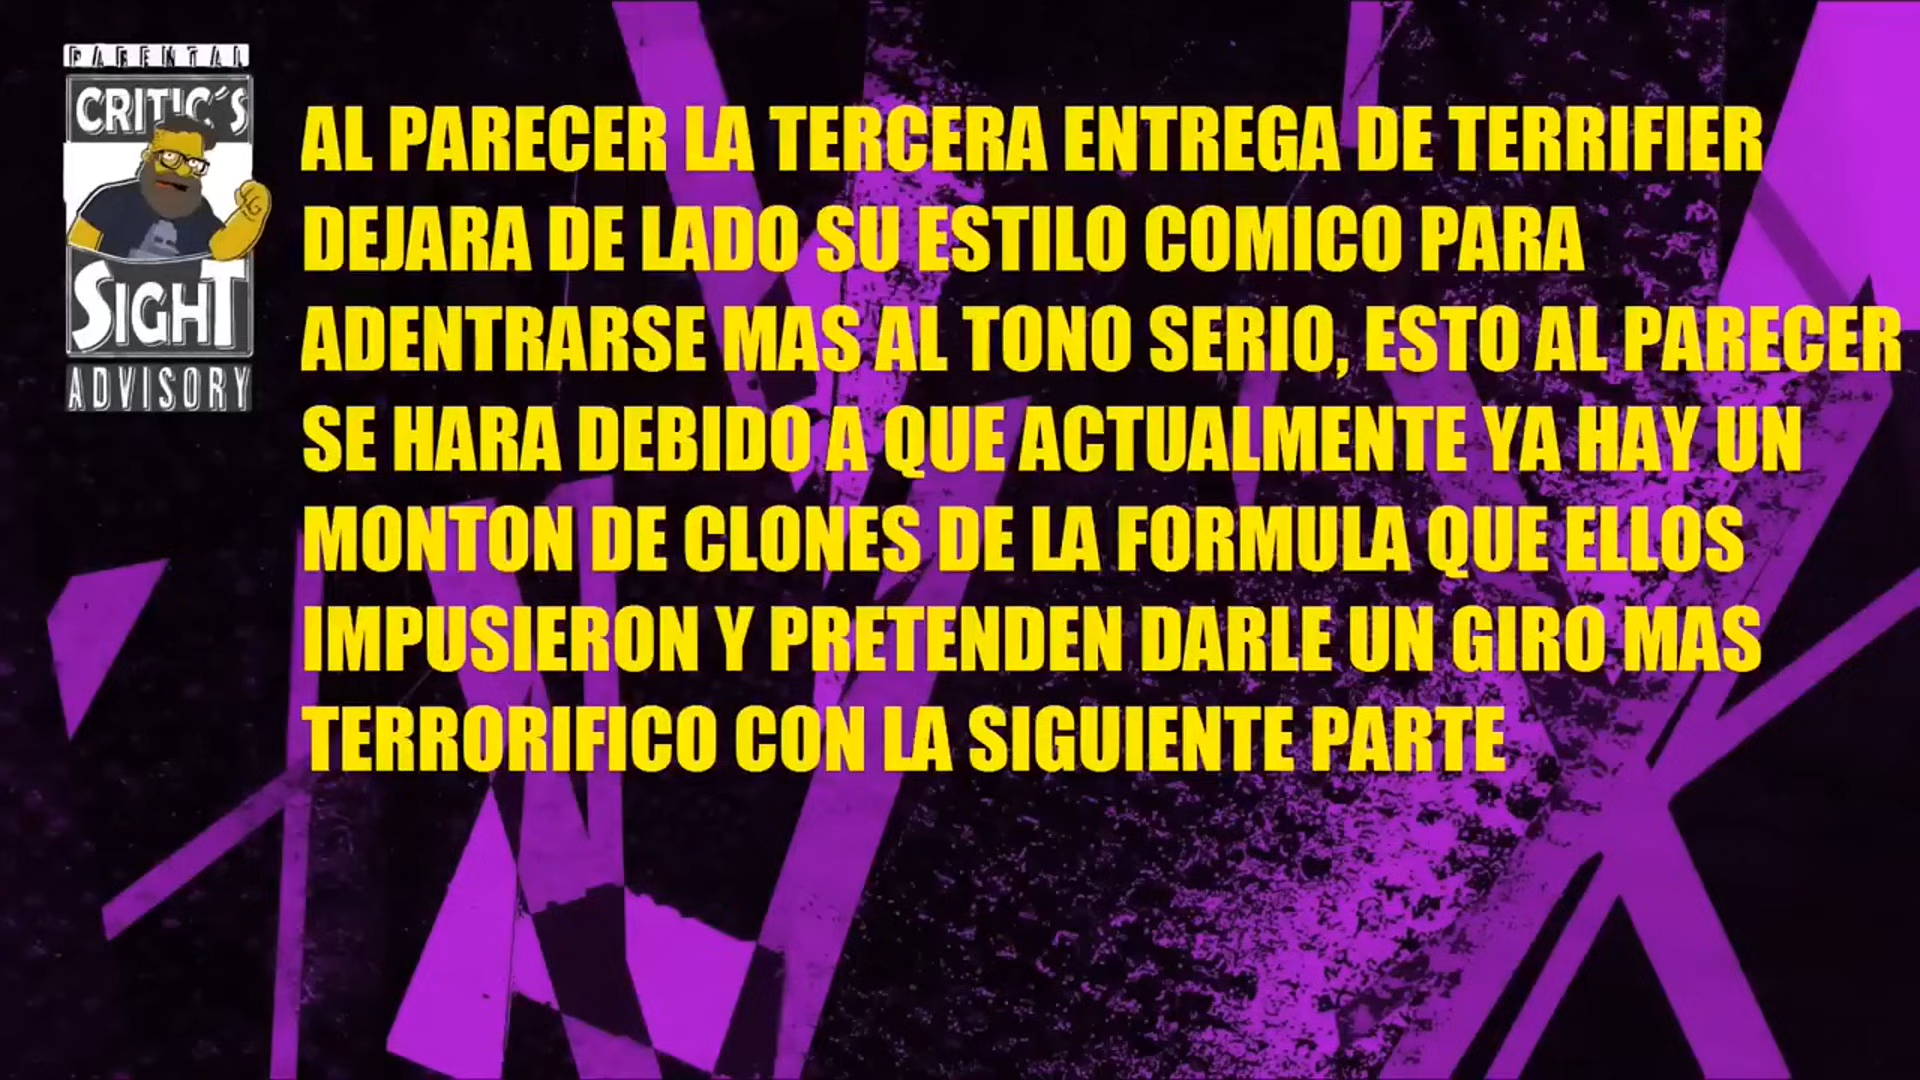 PARENTAL
CRITIC´S
SIGHT
ADVISORY
AL PARECER LA TERCERA ENTREGA DE TERRIFIER
DEJARA DE LADO SU ESTILO COMICO PARA
ADENTRARSE MAS AL TONO SERIO, ESTO AL PARECER
SE HARA DEBIDO A QUE ACTUALMENTE YA HAY UN
MONTON DE CLONES DE LA FORMULA QUE ELLOS
IMPUSIERON Y PRETENDEN DARLE UN GIRO MAS
TERRORIFICO CON LA SIGUIENTE PARTE